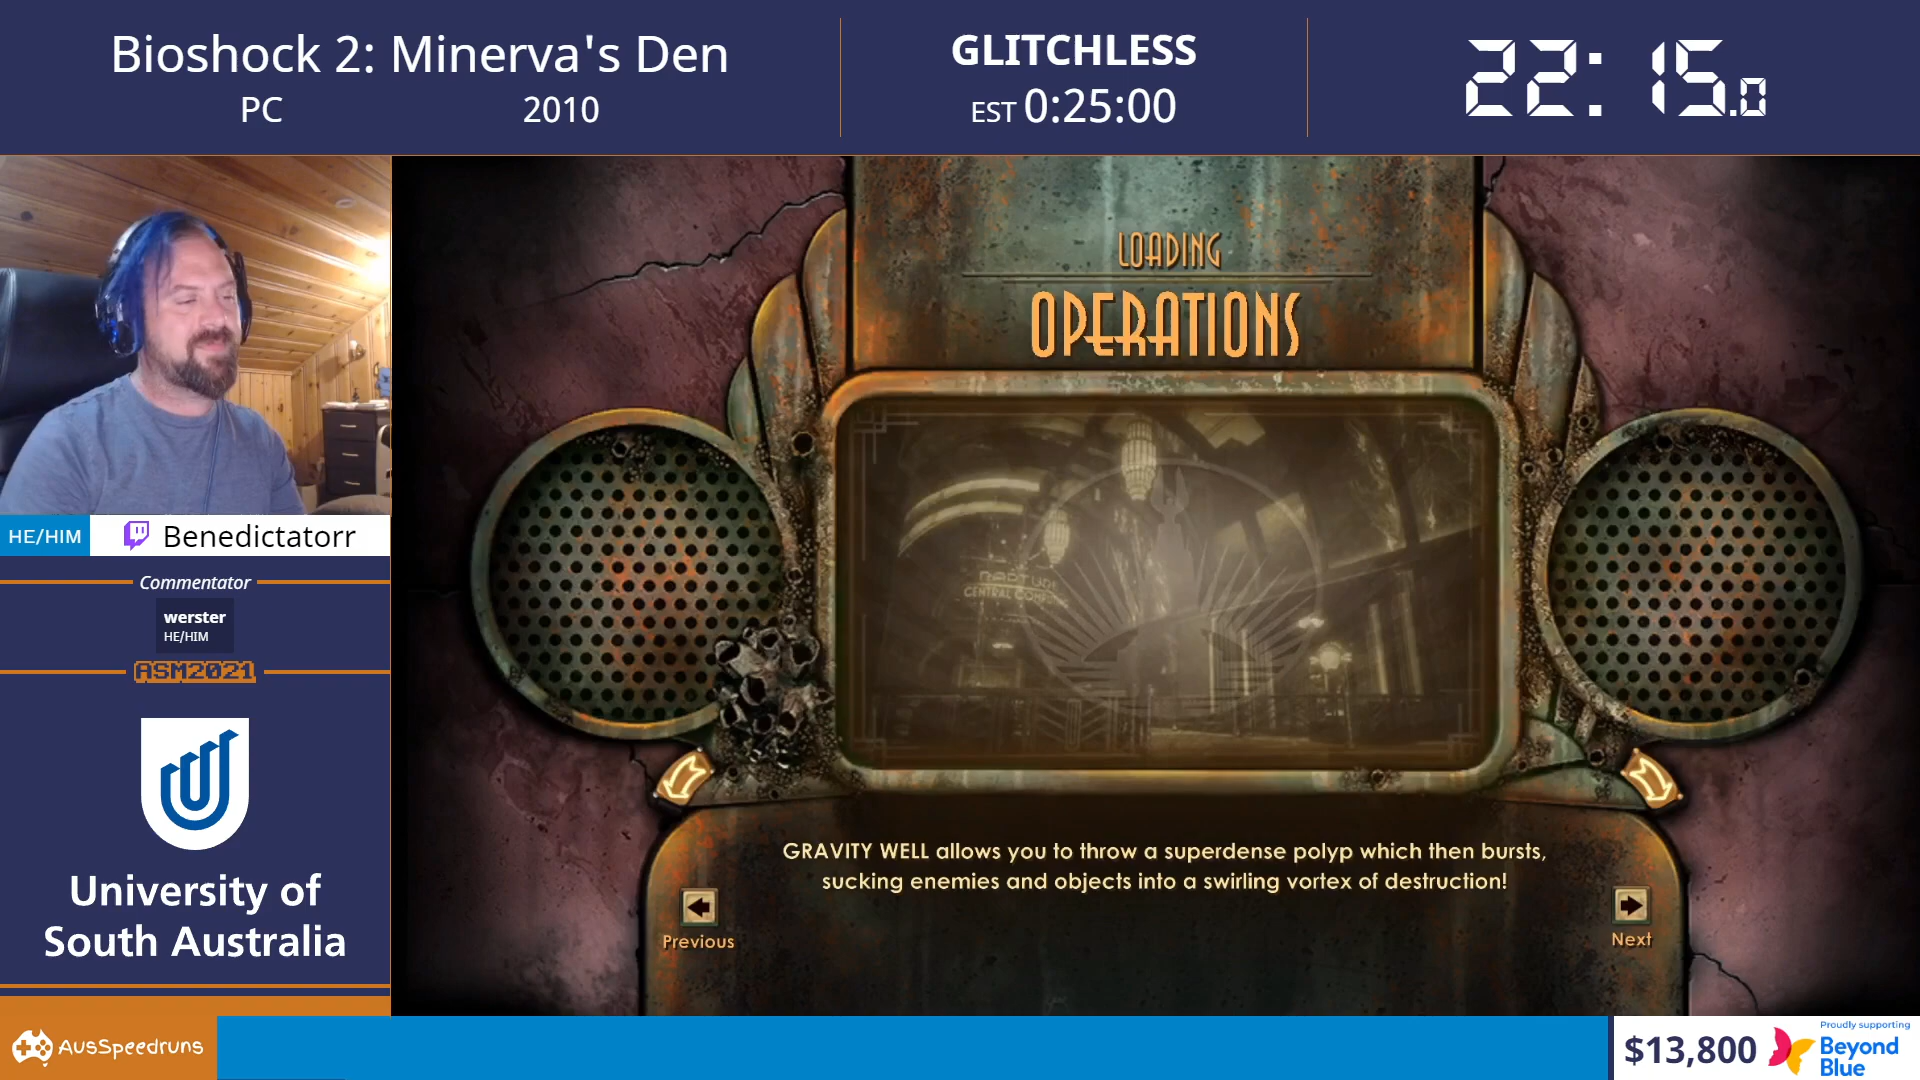 Bioshock 2: Minerva's Den
PC
2010
GLITCHLESS
EST 0:25:00
22:15.0
HE/HIM
Benedictatorr
Commentator
werster
HE/HIM
ASM2021
University of
South Australia
LOADING
OPERATIONS
RAPTURE
CENTRAL COMP
GRAVITY WELL allows you to throw a superdense polyp which then bursts,
sucking enemies and objects into a swirling vortex of destruction!
Previous
Next
AusSpeedruns
$13,800
Proudly supporting
Beyond
Blue